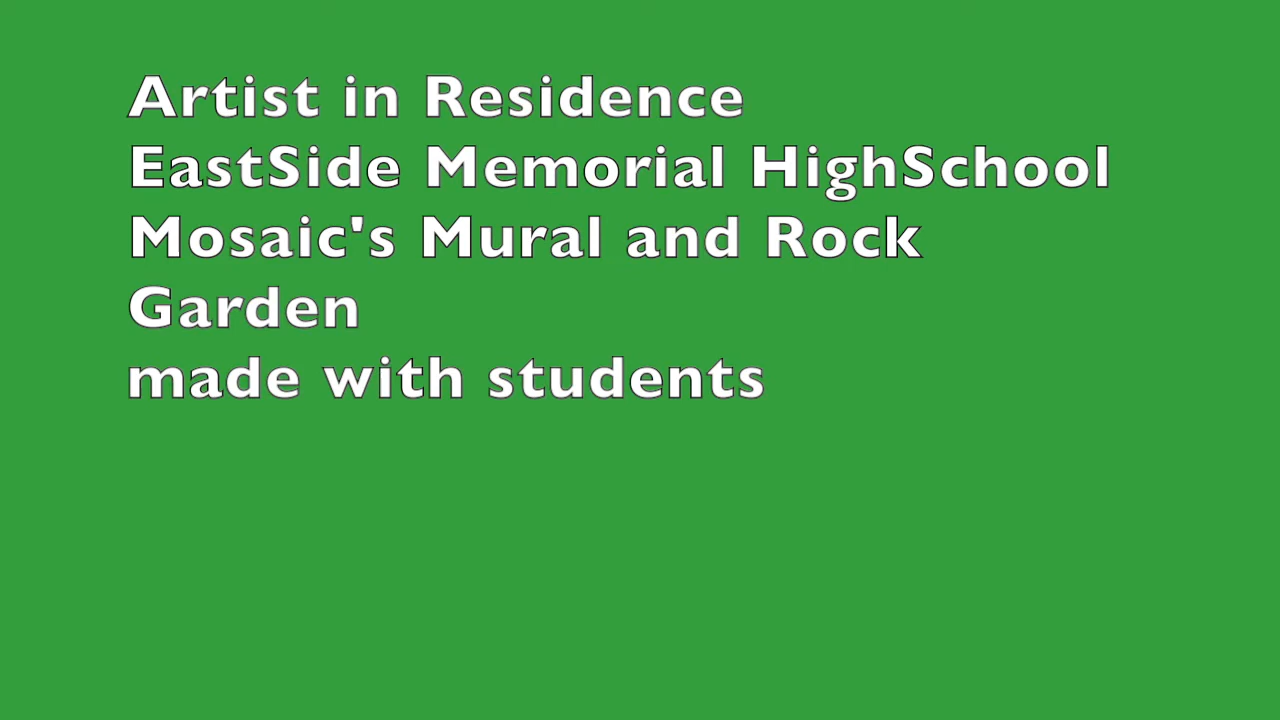 Artist in Residence
EastSide Memorial HighSchool
Mosaic's Mural and Rock
Garden
made with students